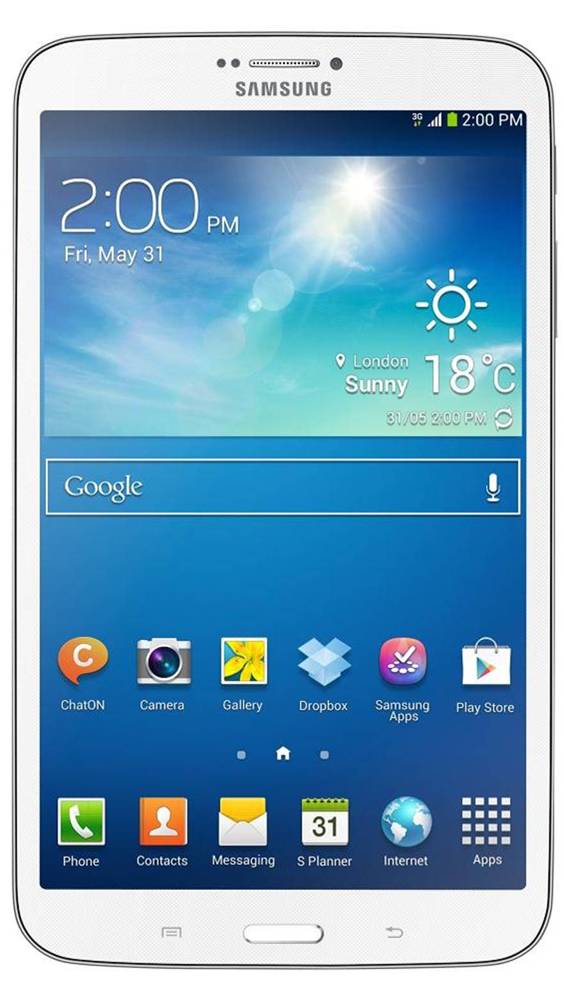 SAMSUNG
3G 2:00 PM
2:00 PM
Fri, May 31
London
Sunny 18°C
31/05 2:00 PM
Google
C
ChatON Camera Gallery Dropbox Samsung Apps Play Store
31
Phone Contacts Messaging S Planner Internet Apps